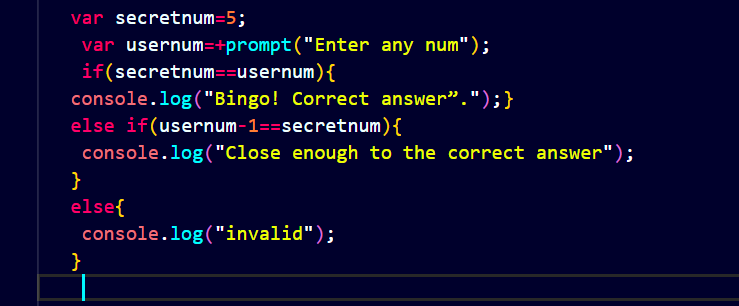 var secretnum=5;
var usernum=+prompt("Enter any num");
if(secretnum==usernum){
console.log("Bingo! Correct answer”.");}
else if(usernum-1==secretnum){
console.log("Close enough to the correct answer");
}
else{
console.log("invalid");
}